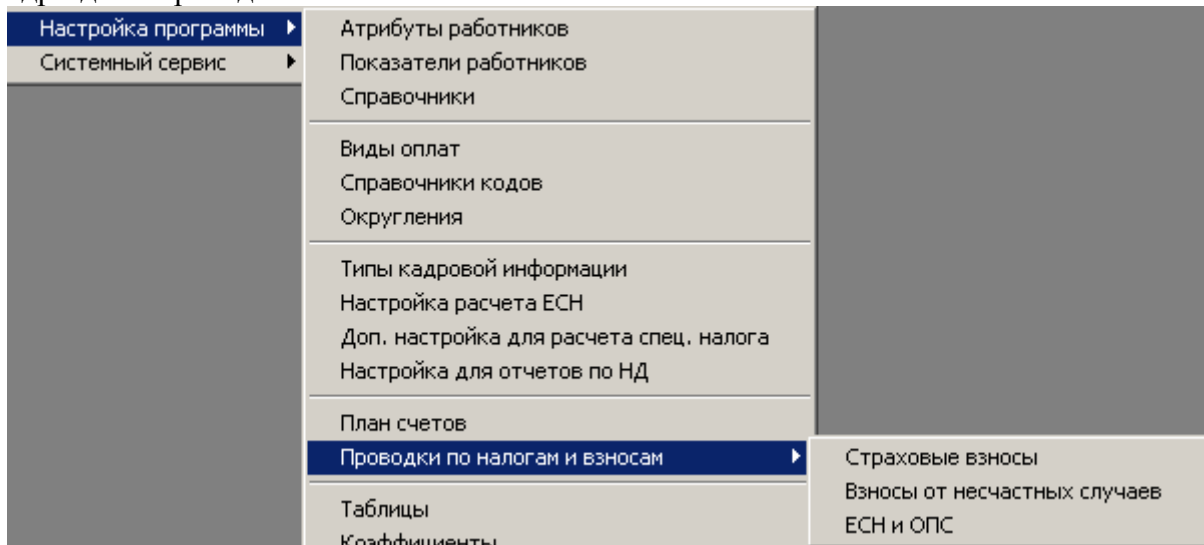 Настройка программы
Системный сервис
Атрибуты работников
Показатели работников
Справочники
Виды оплат
Справочники кодов
Округления
Типы кадровой информации
Настройка расчета ЕСН
Доп. настройка для расчета спец. налога
Настройка для отчетов по НД
План счетов
Проводки по налогам и взносам
Таблицы
Коэффициенты
Страховые взносы
Взносы от несчастных случаев
ЕСН и ОПС